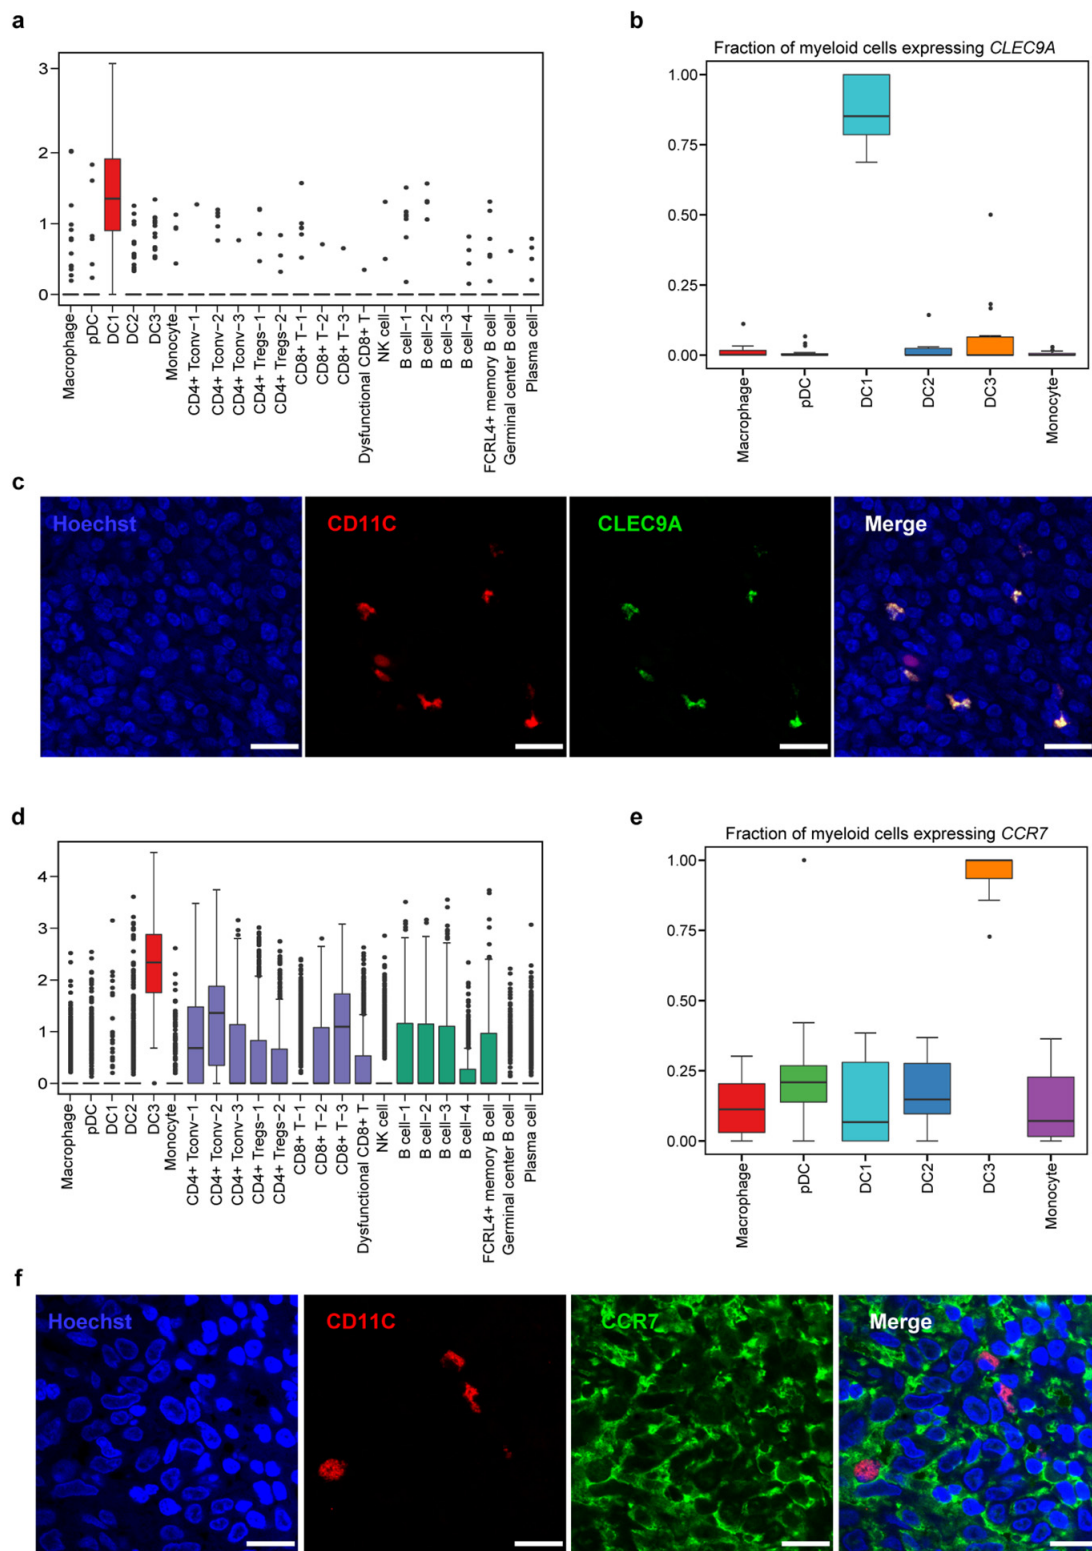 a
3
2
1
0
Macrophage
pDC
DC1
DC2
DC3
Monocyte
CD4+ Tconv−1
CD4+ Tconv−2
CD4+ Tconv−3
CD4+ Tregs−1
CD4+ Tregs−2
CD8+ T−1
CD8+ T−2
CD8+ T−3
Dysfunctional CD8+ T
NK cell
B cell−1
B cell−2
B cell−3
B cell−4
FCRL4+ memory B cell
Germinal center B cell
Plasma cell
b
Fraction of myeloid cells expressing CLEC9A
1.00
0.75
0.50
0.25
0.00
Macrophage
pDC
DC1
DC2
DC3
Monocyte
c
Hoechst
CD11C
CLEC9A
Merge
d
4
3
2
1
0
Macrophage
pDC
DC1
DC2
DC3
Monocyte
CD4+ Tconv−1
CD4+ Tconv−2
CD4+ Tconv−3
CD4+ Tregs−1
CD4+ Tregs−2
CD8+ T−1
CD8+ T−2
CD8+ T−3
Dysfunctional CD8+ T
NK cell
B cell−1
B cell−2
B cell−3
B cell−4
FCRL4+ memory B cell
Germinal center B cell
Plasma cell
e
Fraction of myeloid cells expressing CCR7
1.00
0.75
0.50
0.25
0.00
Macrophage
pDC
DC1
DC2
DC3
Monocyte
f
Hoechst
CD11C
CCR7
Merge